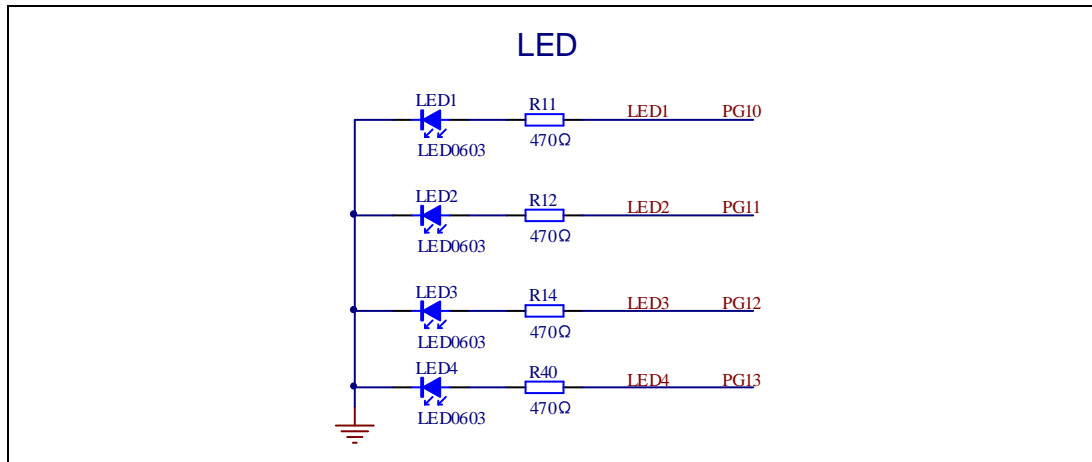 LED
LED1 R11 LED1 PG10
LED0603 470Ω
LED2 R12 LED2 PG11
LED0603 470Ω
LED3 R14 LED3 PG12
LED0603 470Ω
LED4 R40 LED4 PG13
LED0603 470Ω